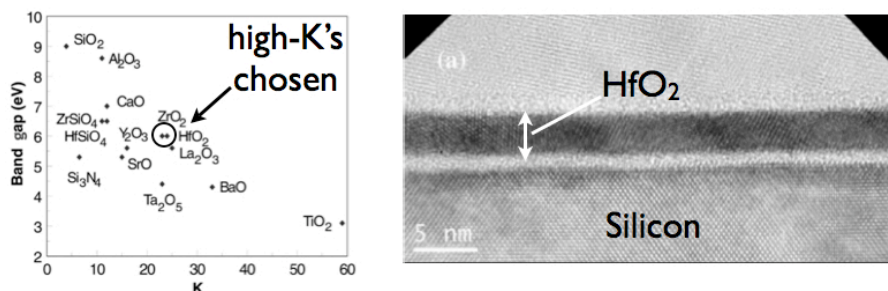 10
9
8
7
6
5
4
3
2
Band gap (eV)
SiO₂
Al₂O₃
high-K's
chosen
CaO
ZrSiO₄
HfSiO₄
Y₂O₃
ZrO₂
HfO₂
La₂O₃
SrO
Si₃N₄
Ta₂O₅
BaO
TiO₂
0 10 20 30 40 50 60
K
(a)
HfO₂
Silicon
5 nm